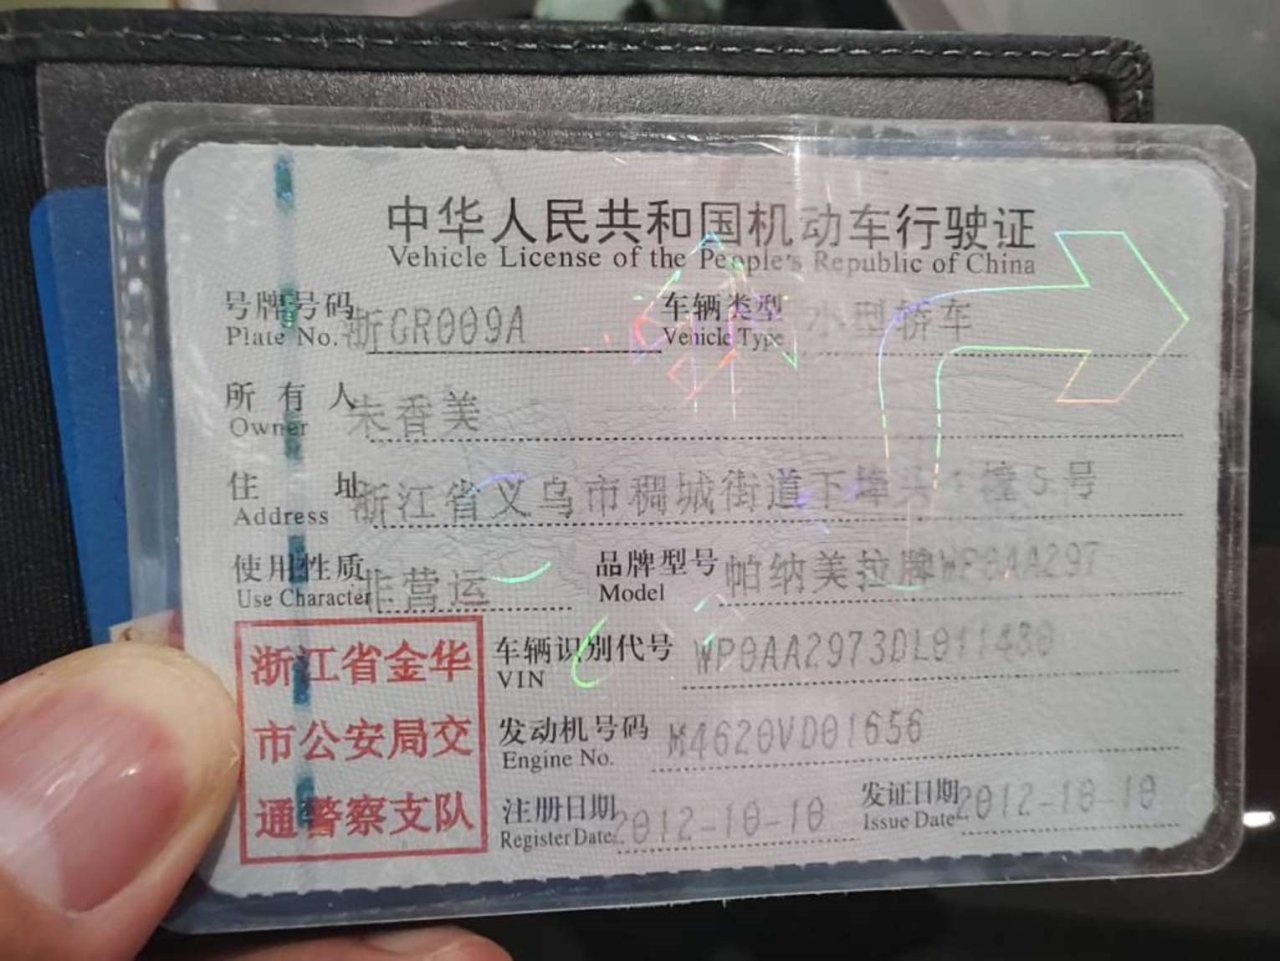 中华人民共和国机动车行驶证
Vehicle License of the People's Republic of China
号牌号码 浙GR009A 车辆类型 小型轿车
Plate No. Vehicle Type
所有人 朱香美
Owner
住址 浙江省义乌市稠城街道下埠头 幢5号
Address
使用性质 非营运 品牌型号 帕纳美拉牌WP0AA297
Use Character Model
浙江省金华
市公安局交
通警察支队
车辆识别代号 WP0AA2973DL011480
VIN
发动机号码 M4620VD01656
Engine No.
注册日期 2012-10-10 发证日期 2012-10-10
Register Date Issue Date